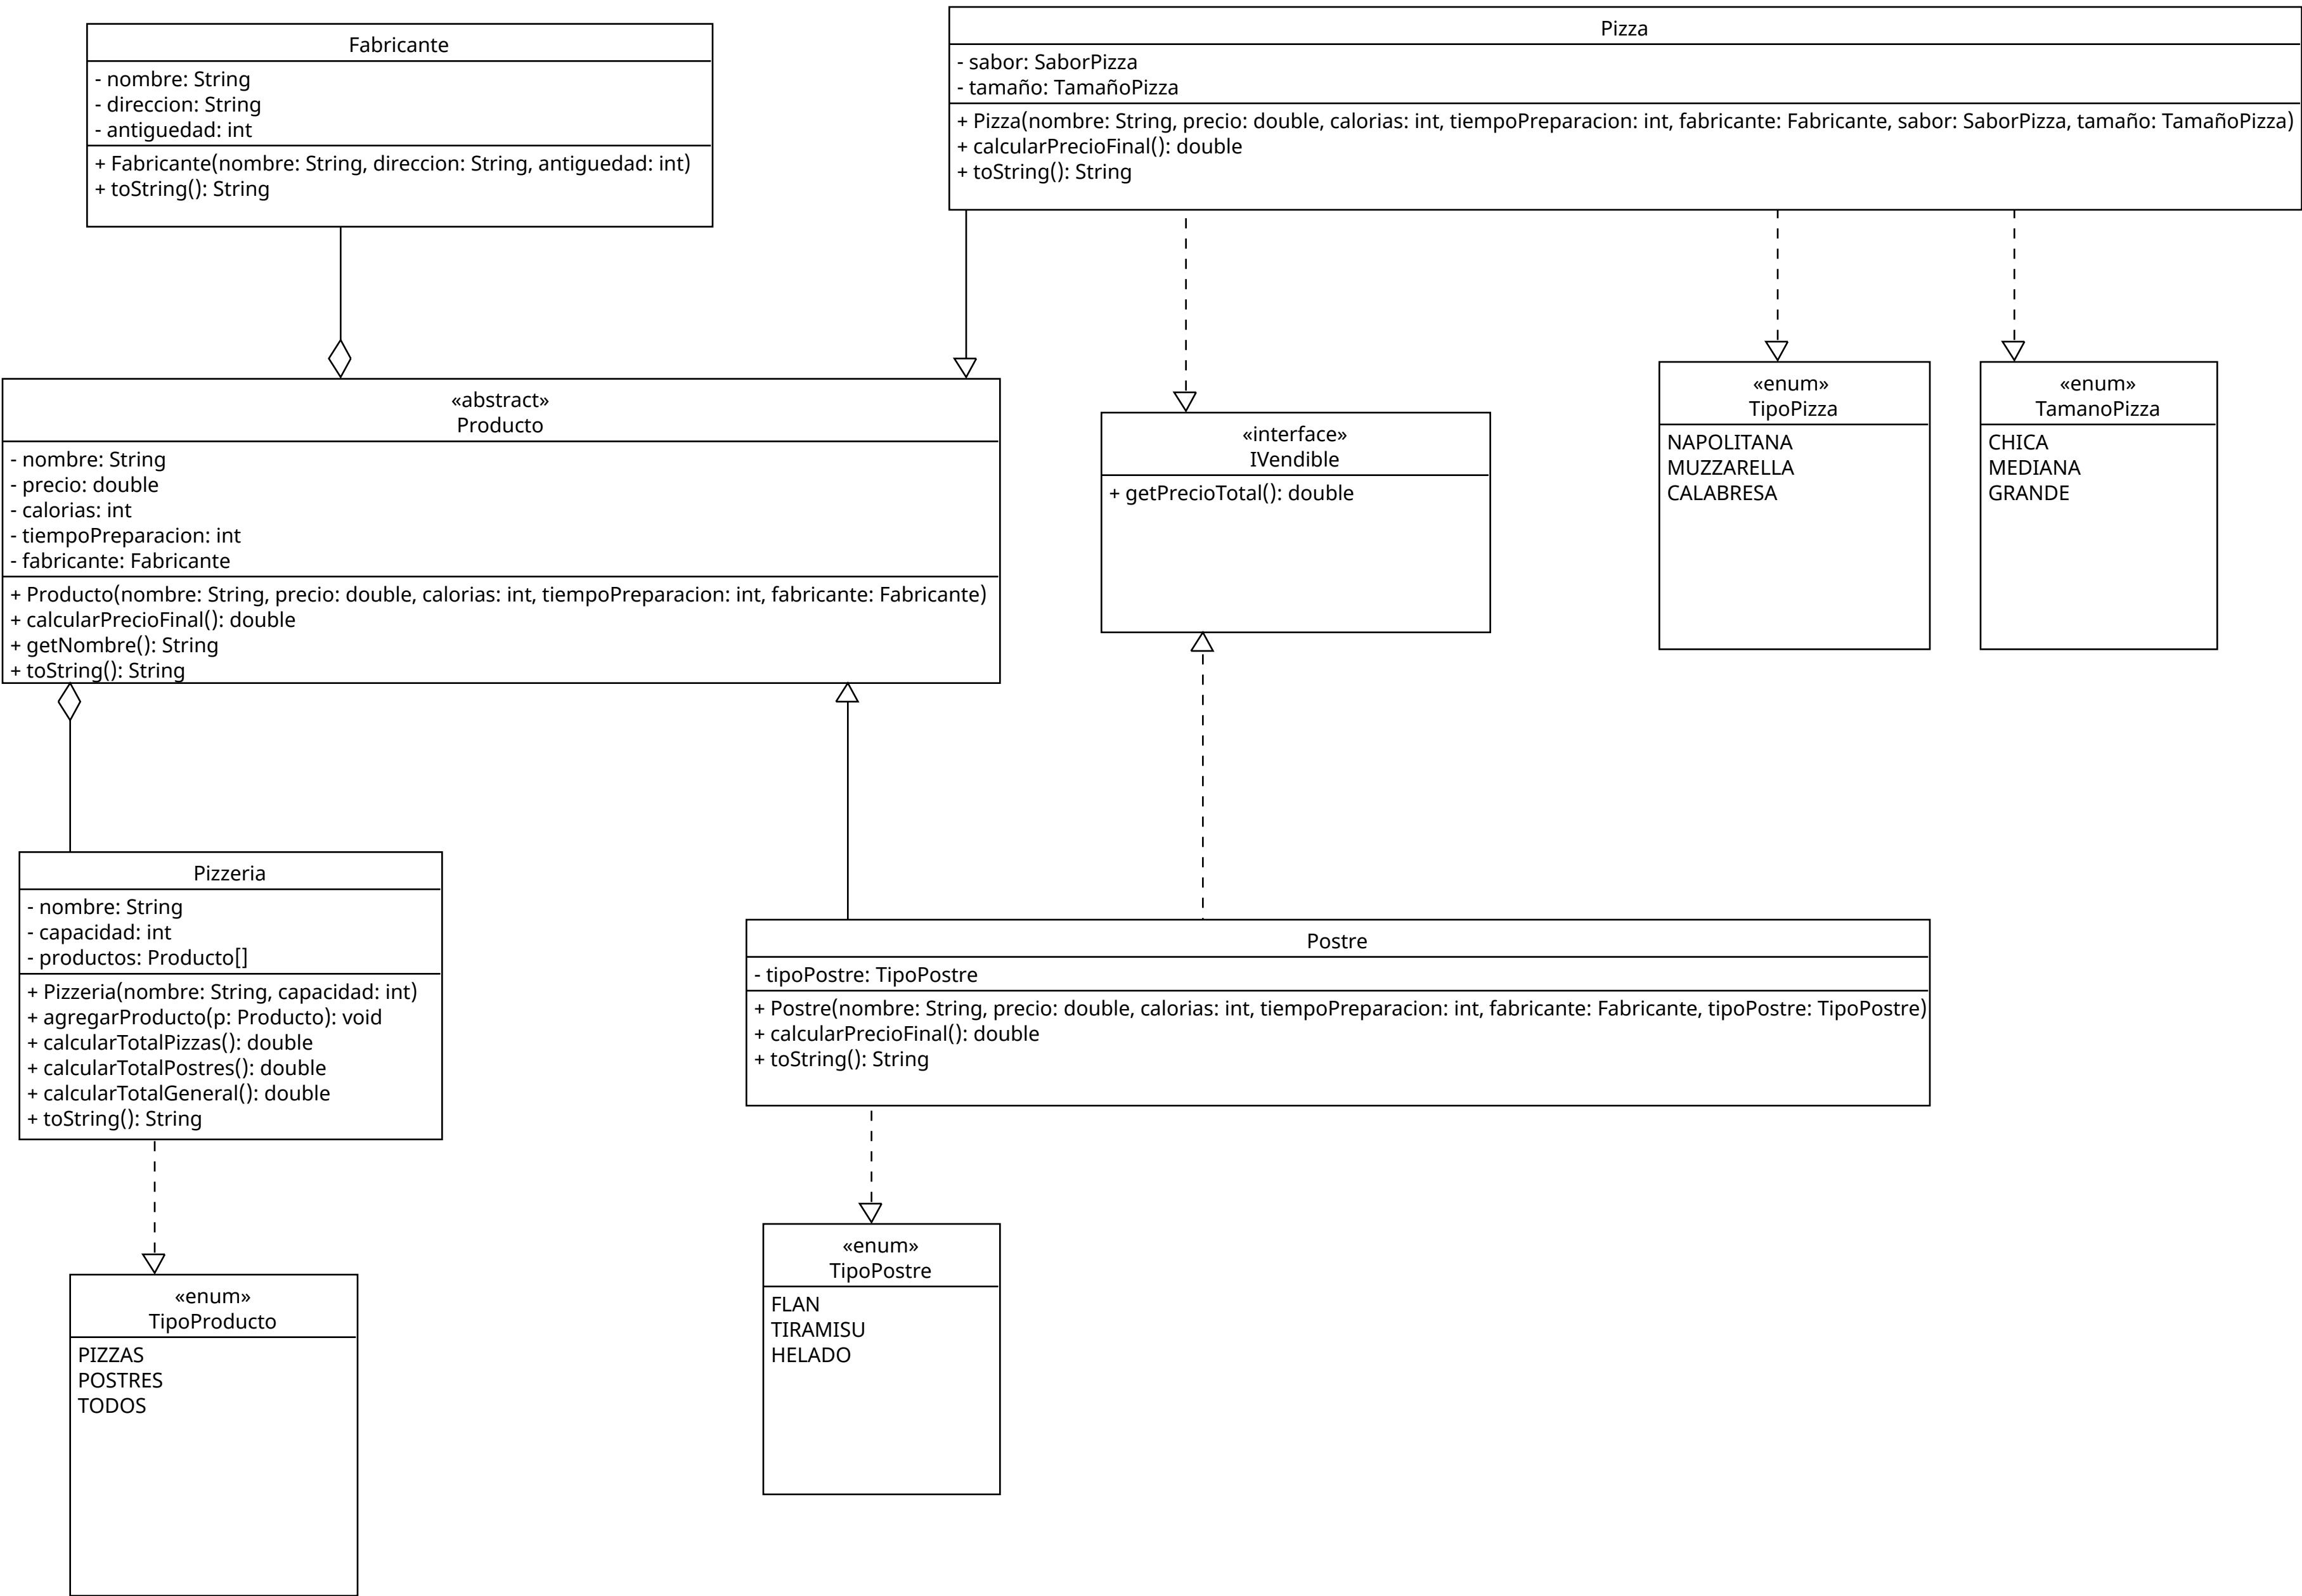 Fabricante
- nombre: String
- direccion: String
- antiguedad: int
+ Fabricante(nombre: String, direccion: String, antiguedad: int)
+ toString(): String
Pizza
- sabor: SaborPizza
- tamaño: TamañoPizza
+ Pizza(nombre: String, precio: double, calorias: int, tiempoPreparacion: int, fabricante: Fabricante, sabor: SaborPizza, tamaño: TamañoPizza)
+ calcularPrecioFinal(): double
+ toString(): String
«abstract»
Producto
- nombre: String
- precio: double
- calorias: int
- tiempoPreparacion: int
- fabricante: Fabricante
+ Producto(nombre: String, precio: double, calorias: int, tiempoPreparacion: int, fabricante: Fabricante)
+ calcularPrecioFinal(): double
+ getNombre(): String
+ toString(): String
«interface»
IVendible
+ getPrecioTotal(): double
«enum»
TipoPizza
NAPOLITANA
MUZZARELLA
CALABRESA
«enum»
TamanoPizza
CHICA
MEDIANA
GRANDE
Pizzeria
- nombre: String
- capacidad: int
- productos: Producto[]
+ Pizzeria(nombre: String, capacidad: int)
+ agregarProducto(p: Producto): void
+ calcularTotalPizzas(): double
+ calcularTotalPostres(): double
+ calcularTotalGeneral(): double
+ toString(): String
Postre
- tipoPostre: TipoPostre
+ Postre(nombre: String, precio: double, calorias: int, tiempoPreparacion: int, fabricante: Fabricante, tipoPostre: TipoPostre)
+ calcularPrecioFinal(): double
+ toString(): String
«enum»
TipoPostre
FLAN
TIRAMISU
HELADO
«enum»
TipoProducto
PIZZAS
POSTRES
TODOS